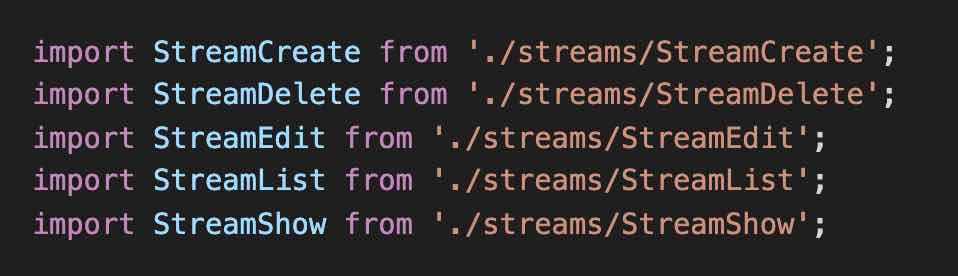 import StreamCreate from './streams/StreamCreate';
import StreamDelete from './streams/StreamDelete';
import StreamEdit from './streams/StreamEdit';
import StreamList from './streams/StreamList';
import StreamShow from './streams/StreamShow';